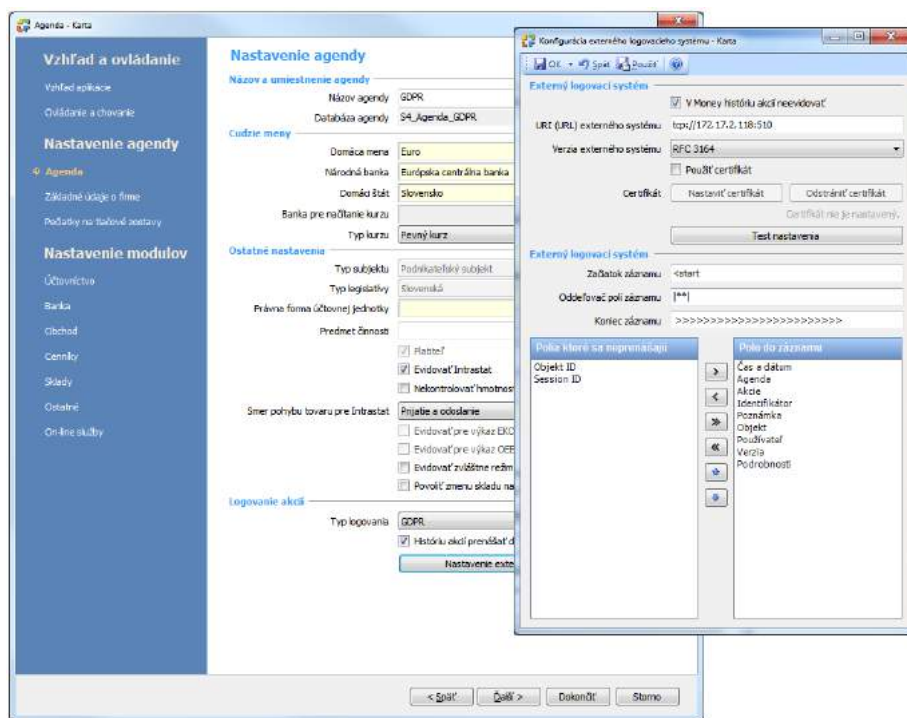 Agenda - Karta
Vzhľad a ovládanie
Vzhľad aplikácie
Ovládanie a chovanie
Nastavenie agendy
Agenda
Základné údaje o firme
Počiatky na tlačové zostavy
Nastavenie modulov
Účtovníctvo
Banka
Obchod
Cenníky
Sklady
Ostatné
On-line služby
Nastavenie agendy
Názov a umiestnenie agendy
Názov agendy GDPR
Databáza agendy S4_Agenda_GDPR
Cudzie meny
Domáca mena Euro
Národná banka Európska centrálna banka
Domáci štát Slovensko
Banka pre načítanie kurzu
Typ kurzu Pevný kurz
Ostatné nastavenia
Typ subjektu Podnikateľský subjekt
Typ legislatívy Slovenská
Právna forma účtovnej jednotky
Predmet činnosti
Platiteľ
Evidovať Intrastat
Nekontrolovať hmotnosť
Smer pohybu tovaru pre Intrastat Prijatie a odoslanie
Evidovať pre výkaz EKO
Evidovať pre výkaz OEE
Evidovať zvláštne režim
Povoliť zmenu skladu na
Logovanie akcií
Typ logovania GDPR
Históriu akcií prenášať d
Nastavenie exte
< Späť Ďalší > Dokončiť Storno
Konfigurácia externého logovacieho systému - Karta
OK Späť Použiť
Externý logovací systém
V Money históriu akcií neevidovať
URI (URL) externého systému tcp://172.17.2.118:510
Verzia externého systému RFC 3164
Použiť certifikát
Certifikát Nastaviť certifikát Odstrániť certifikát
Certifikát nie je nastavený.
Test nastavenia
Externý logovací systém
Začiatok záznamu <start
Oddeľovač polí záznamu |**|
Koniec záznamu >>>>>>>>>>>>>>>>>>>>>>>>
Polia ktoré sa neprenášajú
Objekt ID
Session ID
Pole do záznamu
Čas a dátum
Agenda
Akcie
Identifikátor
Poznámka
Objekt
Používateľ
Verzia
Podrobnosti